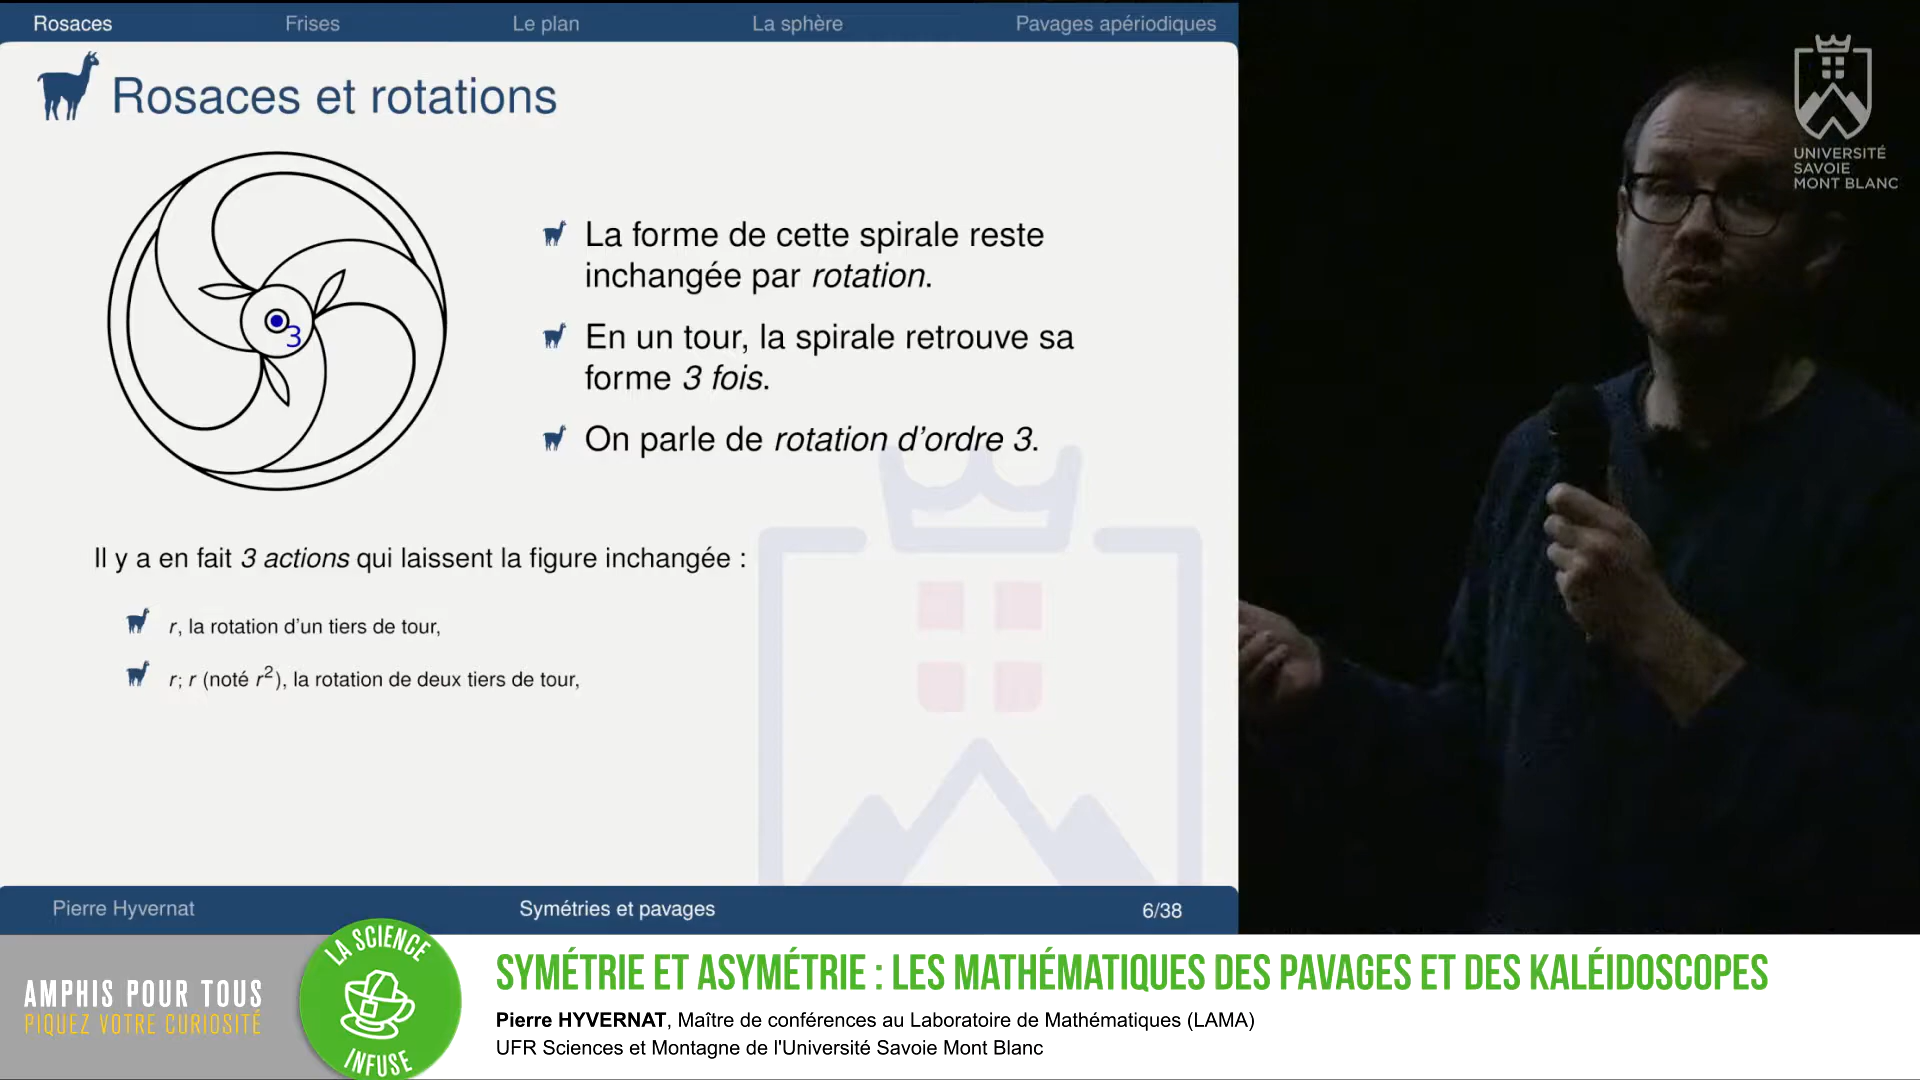 Rosaces Frises Le plan La sphère Pavages apériodiques
Rosaces et rotations
3
La forme de cette spirale reste
inchangée par rotation.
En un tour, la spirale retrouve sa
forme 3 fois.
On parle de rotation d'ordre 3.
Il y a en fait 3 actions qui laissent la figure inchangée :
r, la rotation d'un tiers de tour,
r; r (noté r²), la rotation de deux tiers de tour,
Pierre Hyvernat Symétries et pavages 6/38
UNIVERSITÉ
SAVOIE
MONT BLANC
AMPHIS POUR TOUS
PIQUEZ VOTRE CURIOSITÉ
LA SCIENCE
INFUSE
SYMÉTRIE ET ASYMÉTRIE : LES MATHÉMATIQUES DES PAVAGES ET DES KALÉIDOSCOPES
Pierre HYVERNAT, Maître de conférences au Laboratoire de Mathématiques (LAMA)
UFR Sciences et Montagne de l'Université Savoie Mont Blanc